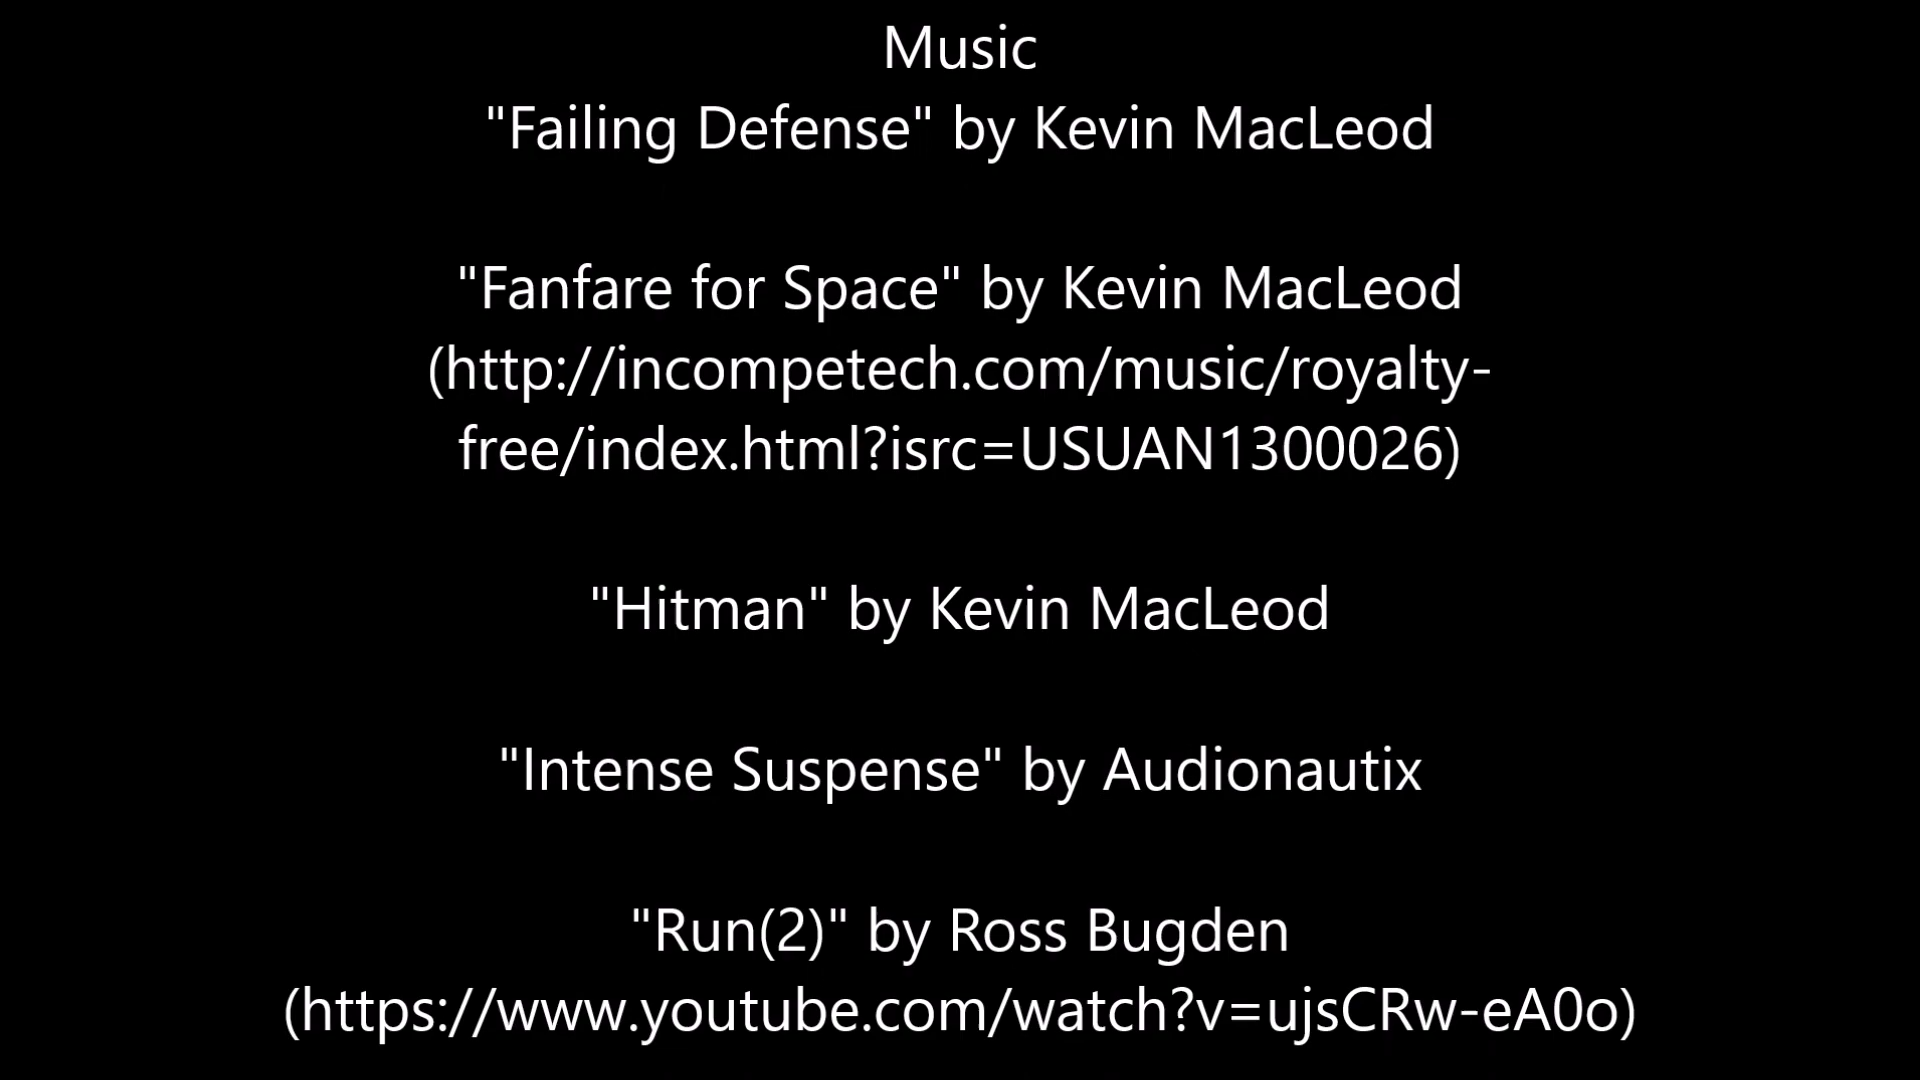 Music
"Failing Defense" by Kevin MacLeod
"Fanfare for Space" by Kevin MacLeod
(http://incompetech.com/music/royalty-
free/index.html?isrc=USUAN1300026)
"Hitman" by Kevin MacLeod
"Intense Suspense" by Audionautix
"Run(2)" by Ross Bugden
(https://www.youtube.com/watch?v=ujsCRw-eA0o)